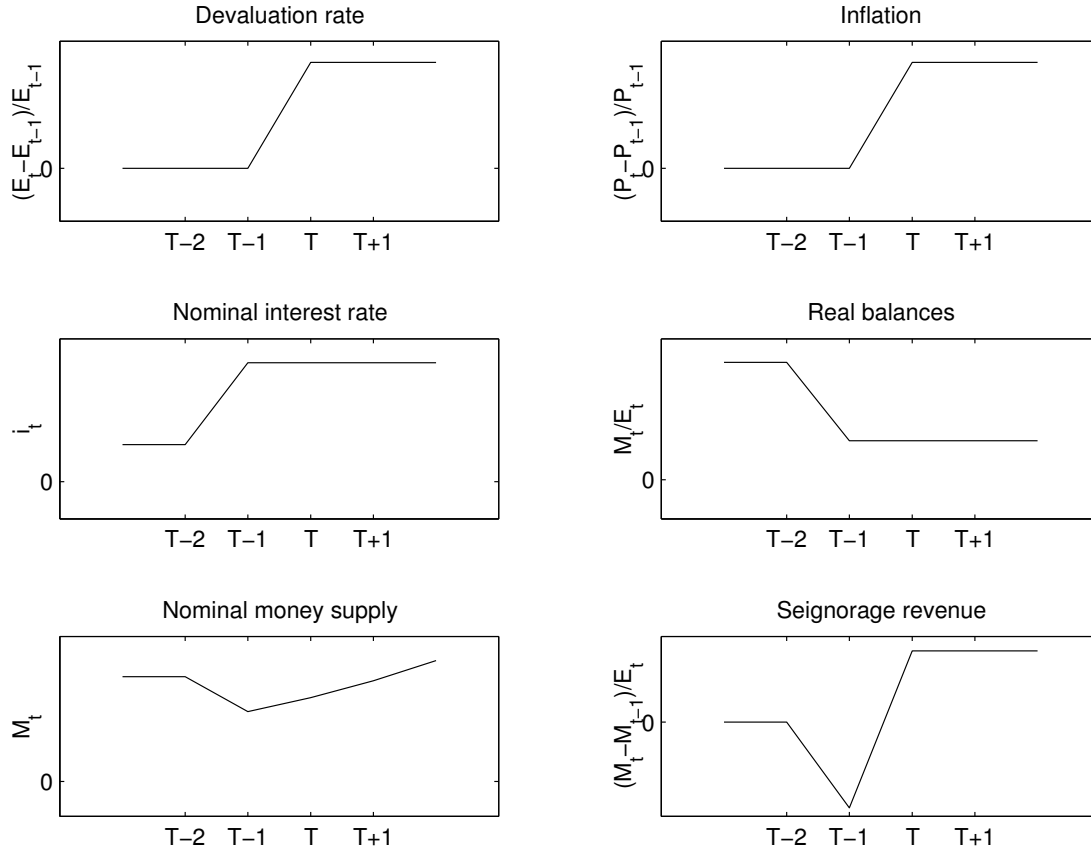 Devaluation rate
(E_t−E_{t−1})/E_{t−1}
0
T−2 T−1 T T+1
Inflation
(P_t−P_{t−1})/P_{t−1}
0
T−2 T−1 T T+1
Nominal interest rate
i_t
0
T−2 T−1 T T+1
Real balances
M_t/E_t
0
T−2 T−1 T T+1
Nominal money supply
M_t
0
T−2 T−1 T T+1
Seignorage revenue
(M_t−M_{t−1})/E_t
0
T−2 T−1 T T+1